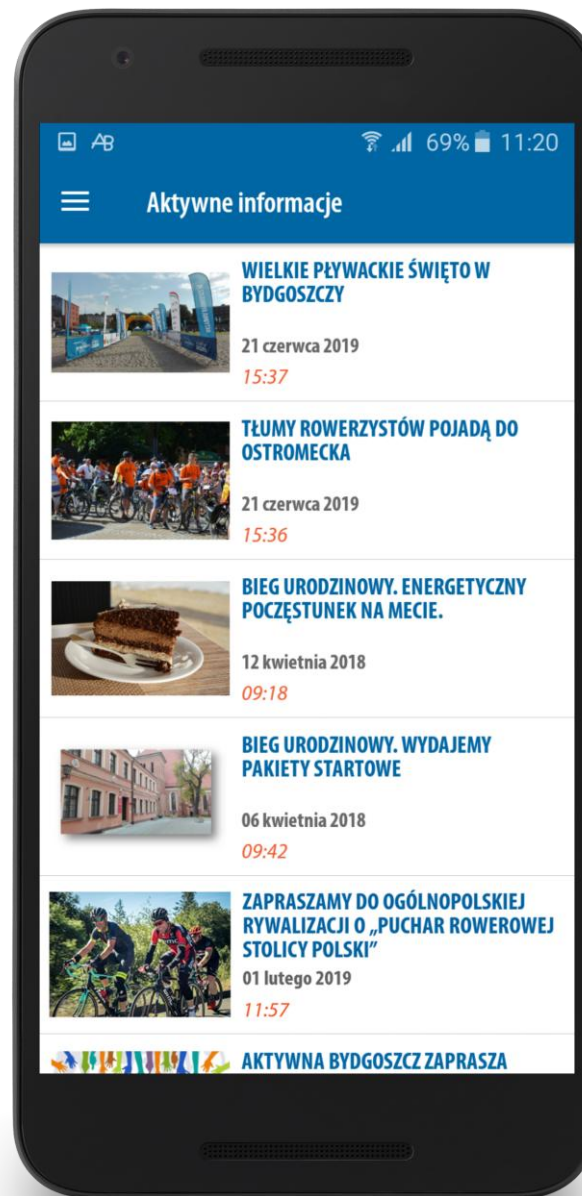 AB 69% 11:20
Aktywne informacje
WIELKIE PŁYWACKIE ŚWIĘTO W
BYDGOSZCZY
21 czerwca 2019
15:37
TŁUMY ROWERZYSTÓW POJADĄ DO
OSTROMECKA
21 czerwca 2019
15:36
BIEG URODZINOWY. ENERGETYCZNY
POCZĘSTUNEK NA MECIE.
12 kwietnia 2018
09:18
BIEG URODZINOWY. WYDAJEMY
PAKIETY STARTOWE
06 kwietnia 2018
09:42
ZAPRASZAMY DO OGÓLNOPOLSKIEJ
RYWALIZACJI O „PUCHAR ROWEROWEJ
STOLICY POLSKI”
01 lutego 2019
11:57
AKTYWNA BYDGOSZCZ ZAPRASZA